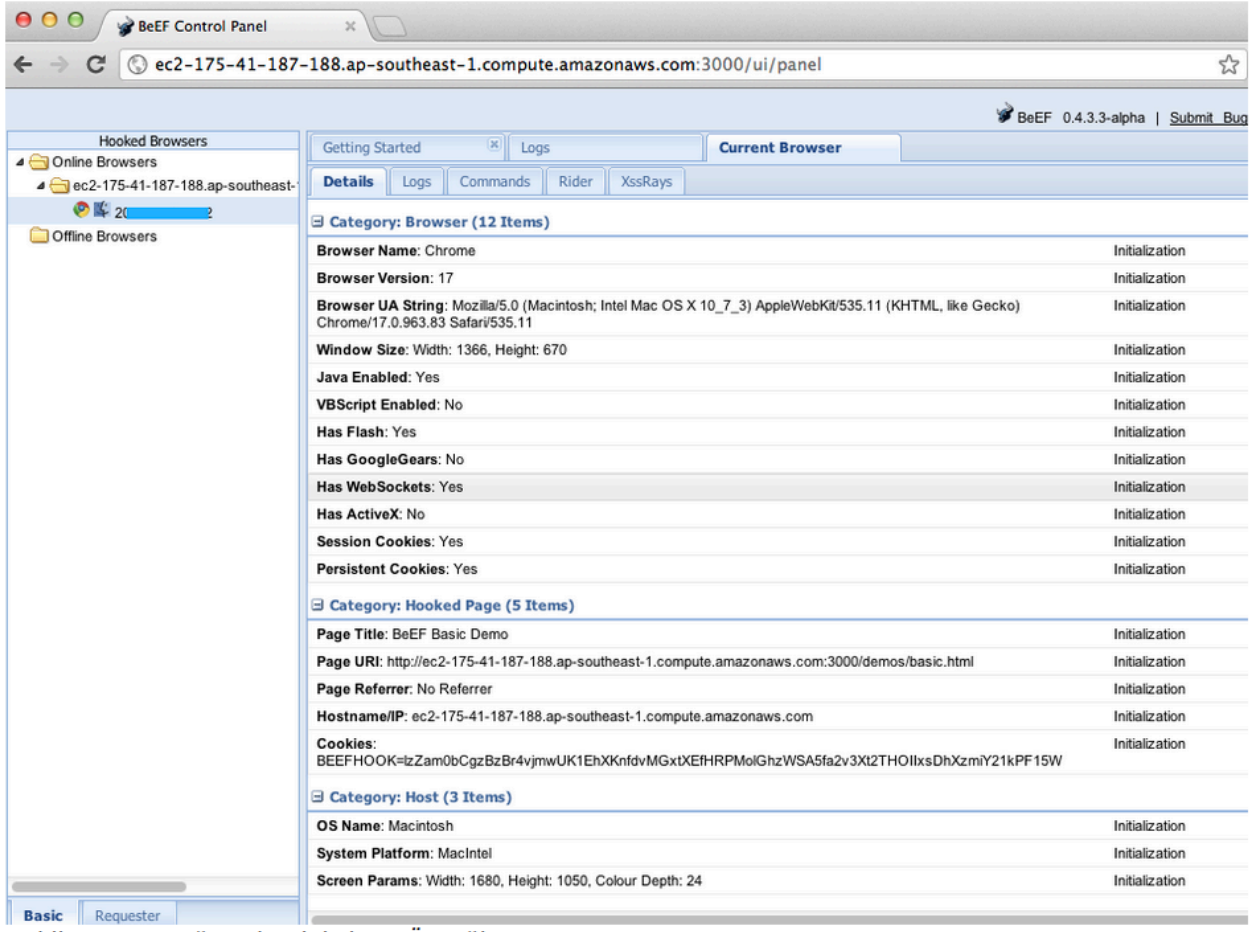 BeEF Control Panel
ec2-175-41-187-188.ap-southeast-1.compute.amazonaws.com:3000/ui/panel
BeEF 0.4.3.3-alpha | Submit Bug
Hooked Browsers
Online Browsers
ec2-175-41-187-188.ap-southeast-
Offline Browsers
Getting Started
Logs
Current Browser
Details
Logs
Commands
Rider
XssRays
Category: Browser (12 Items)
Browser Name: Chrome Initialization
Browser Version: 17 Initialization
Browser UA String: Mozilla/5.0 (Macintosh; Intel Mac OS X 10_7_3) AppleWebKit/535.11 (KHTML, like Gecko) Initialization
Chrome/17.0.963.83 Safari/535.11
Window Size: Width: 1366, Height: 670 Initialization
Java Enabled: Yes Initialization
VBScript Enabled: No Initialization
Has Flash: Yes Initialization
Has GoogleGears: No Initialization
Has WebSockets: Yes Initialization
Has ActiveX: No Initialization
Session Cookies: Yes Initialization
Persistent Cookies: Yes Initialization
Category: Hooked Page (5 Items)
Page Title: BeEF Basic Demo Initialization
Page URI: http://ec2-175-41-187-188.ap-southeast-1.compute.amazonaws.com:3000/demos/basic.html Initialization
Page Referrer: No Referrer Initialization
Hostname/IP: ec2-175-41-187-188.ap-southeast-1.compute.amazonaws.com Initialization
Cookies: Initialization
BEEFHOOK=lzZam0bCgzBzBr4vjmwUK1EhXKnfdvMGxtXEfHRPMolGhzWSA5fa2v3Xt2THOIIxsDhXzmiY21kPF15W
Category: Host (3 Items)
OS Name: Macintosh Initialization
System Platform: MacIntel Initialization
Screen Params: Width: 1680, Height: 1050, Colour Depth: 24 Initialization
Basic
Requester